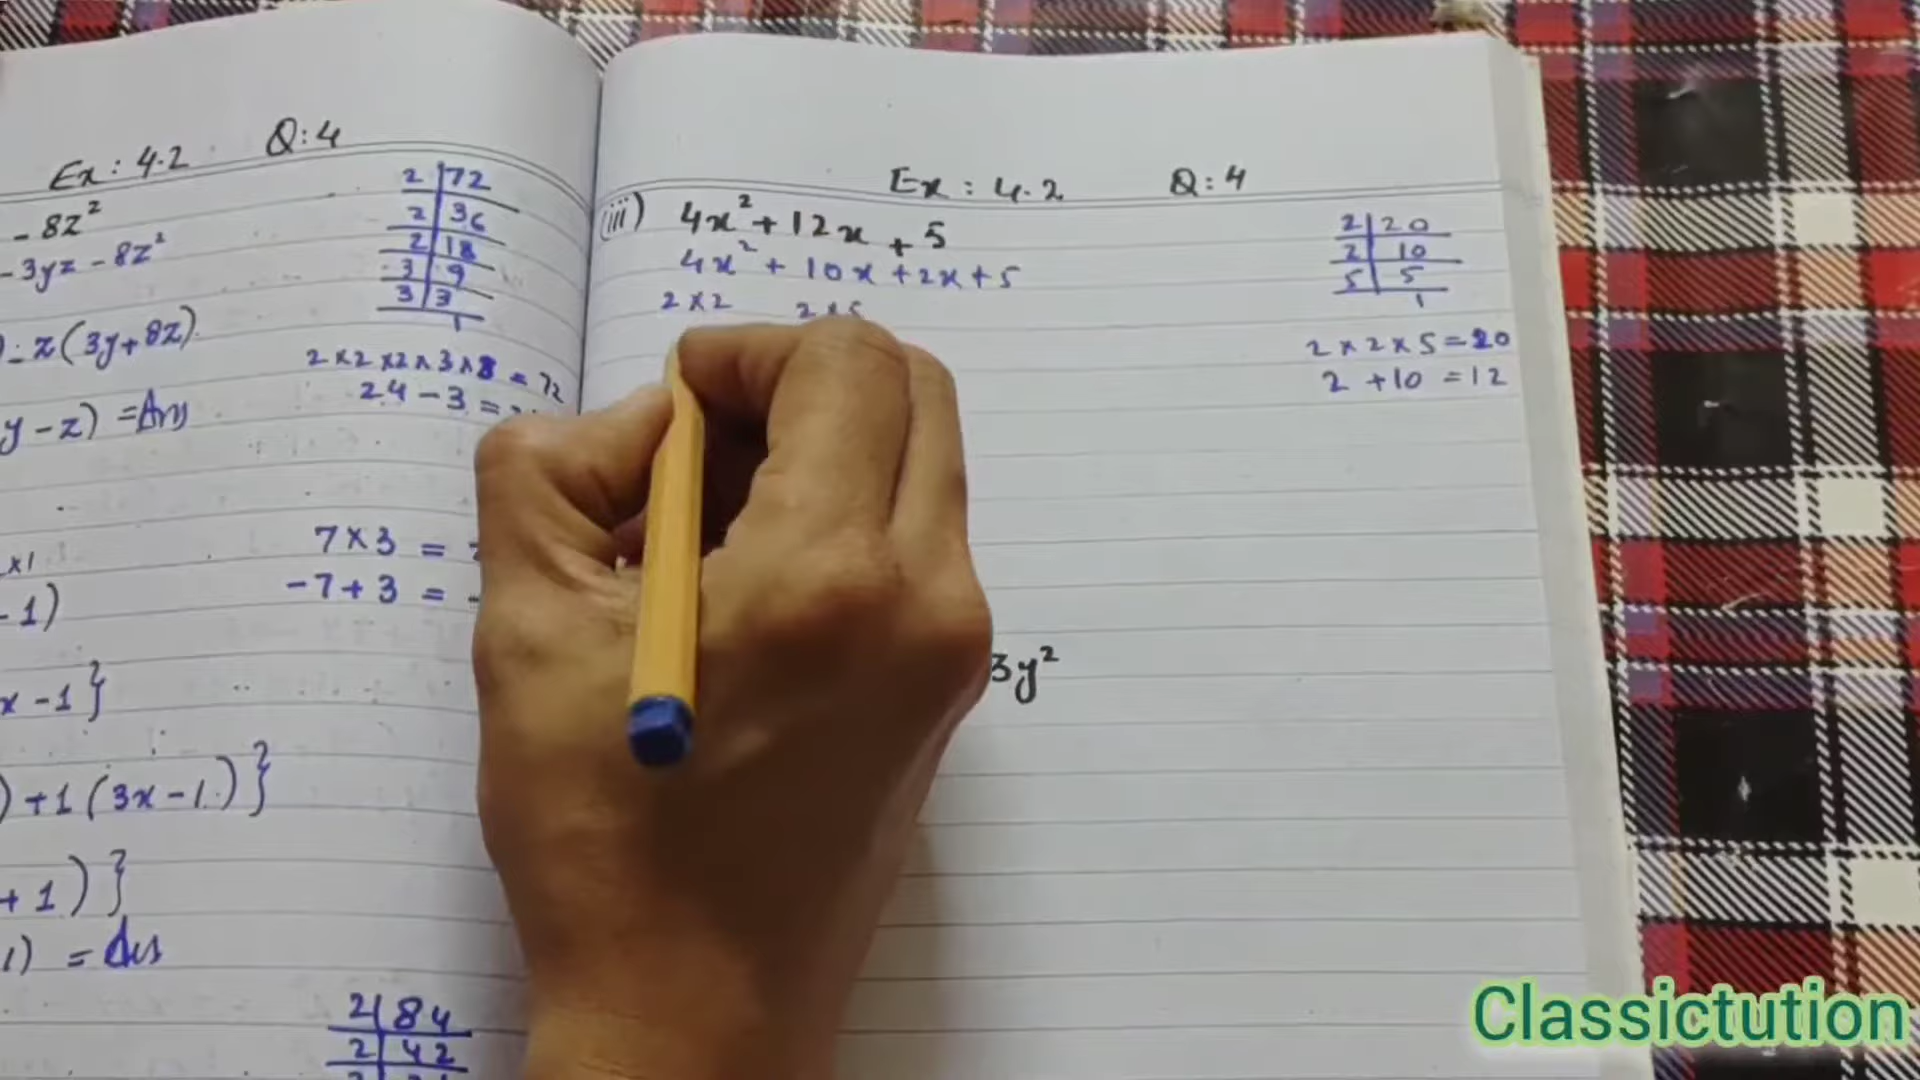 Ex: 4.2 Q:4
- 8z²
- 3yz - 8z²
- z(3y+8z)
y - z) = Ans
2 | 72
2 | 36
2 | 18
3 | 9
3 | 3
1
2×2×2×3×3 = 72
24 - 3 =
×1
- 1)
7×3 =
-7+3 = -
x - 1}
) + 1 (3x - 1)}
+ 1)}
1) = Ans
2 | 84
2 | 42
Ex: 4.2 Q:4
(iii) 4x² + 12x + 5
4x² + 10x + 2x + 5
2×2 2×5
2 | 20
2 | 10
5 | 5
1
2×2×5 = 20
2 + 10 = 12
3y²
Classictution